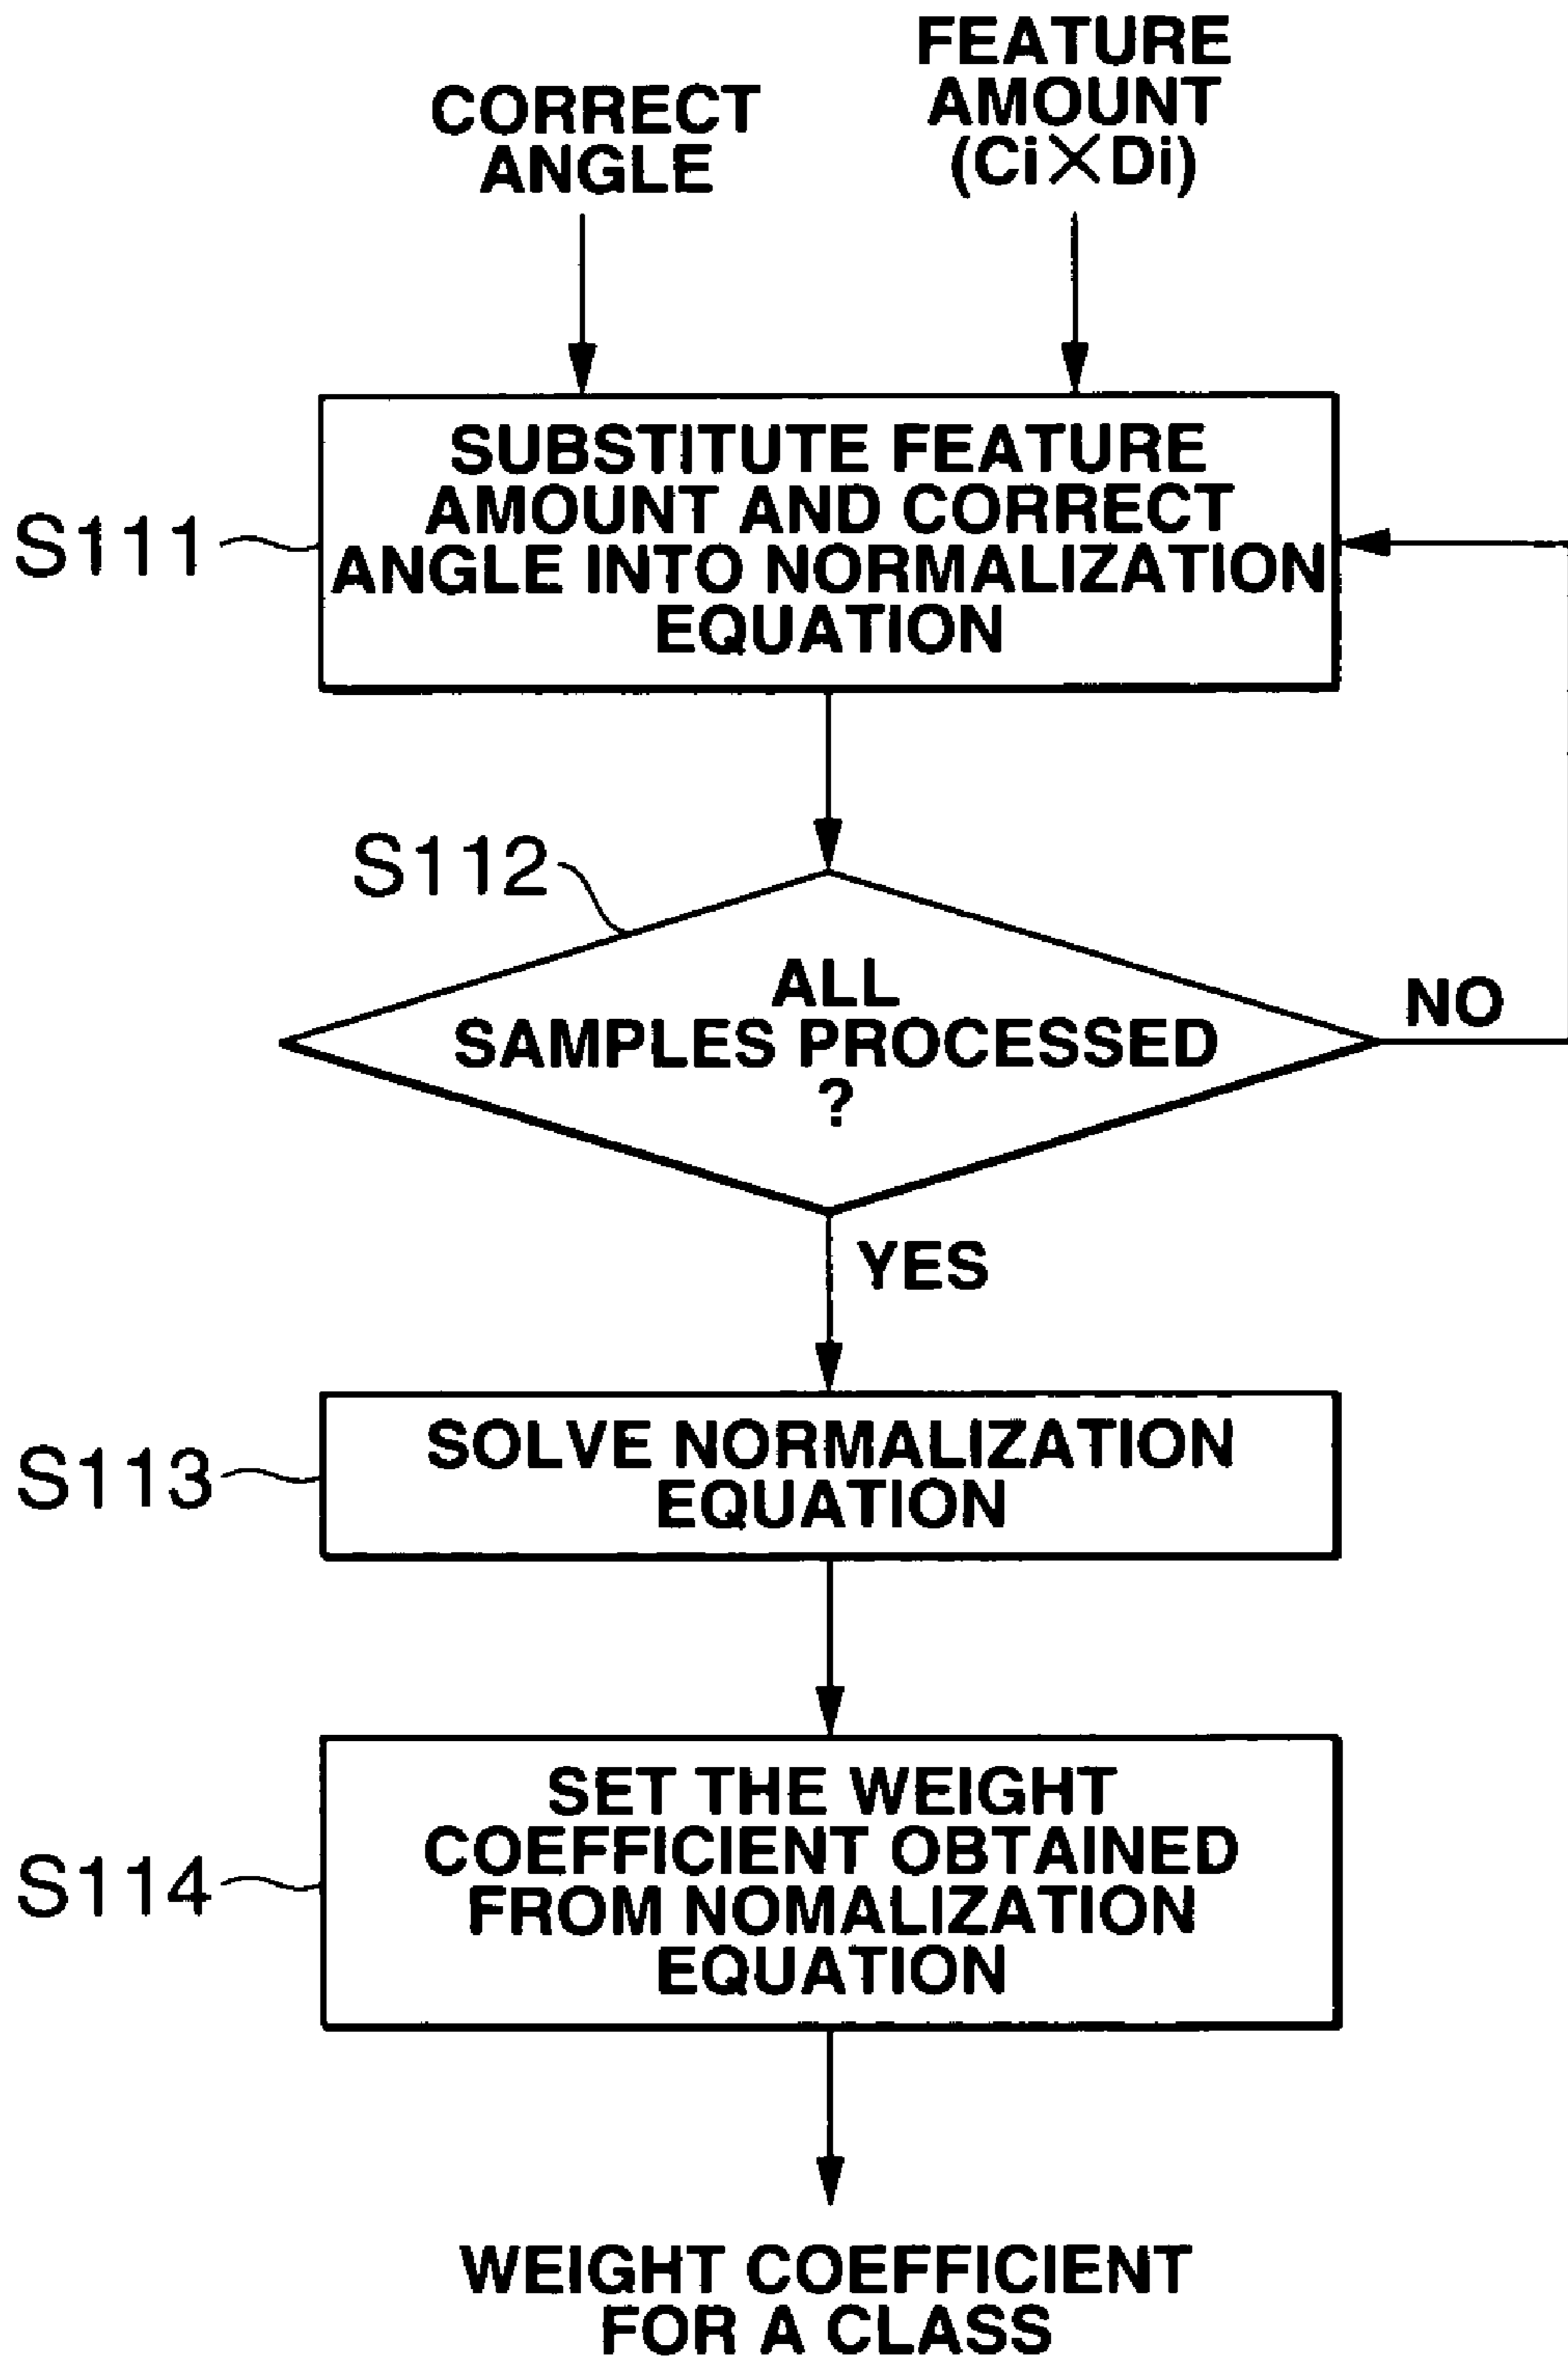 FEATURE
AMOUNT
(Ci×Di)
CORRECT
ANGLE
S111
SUBSTITUTE FEATURE
AMOUNT AND CORRECT
ANGLE INTO NORMALIZATION
EQUATION
S112
ALL
SAMPLES PROCESSED
?
NO
YES
S113
SOLVE NORMALIZATION
EQUATION
S114
SET THE WEIGHT
COEFFICIENT OBTAINED
FROM NOMALIZATION
EQUATION
WEIGHT COEFFICIENT
FOR A CLASS